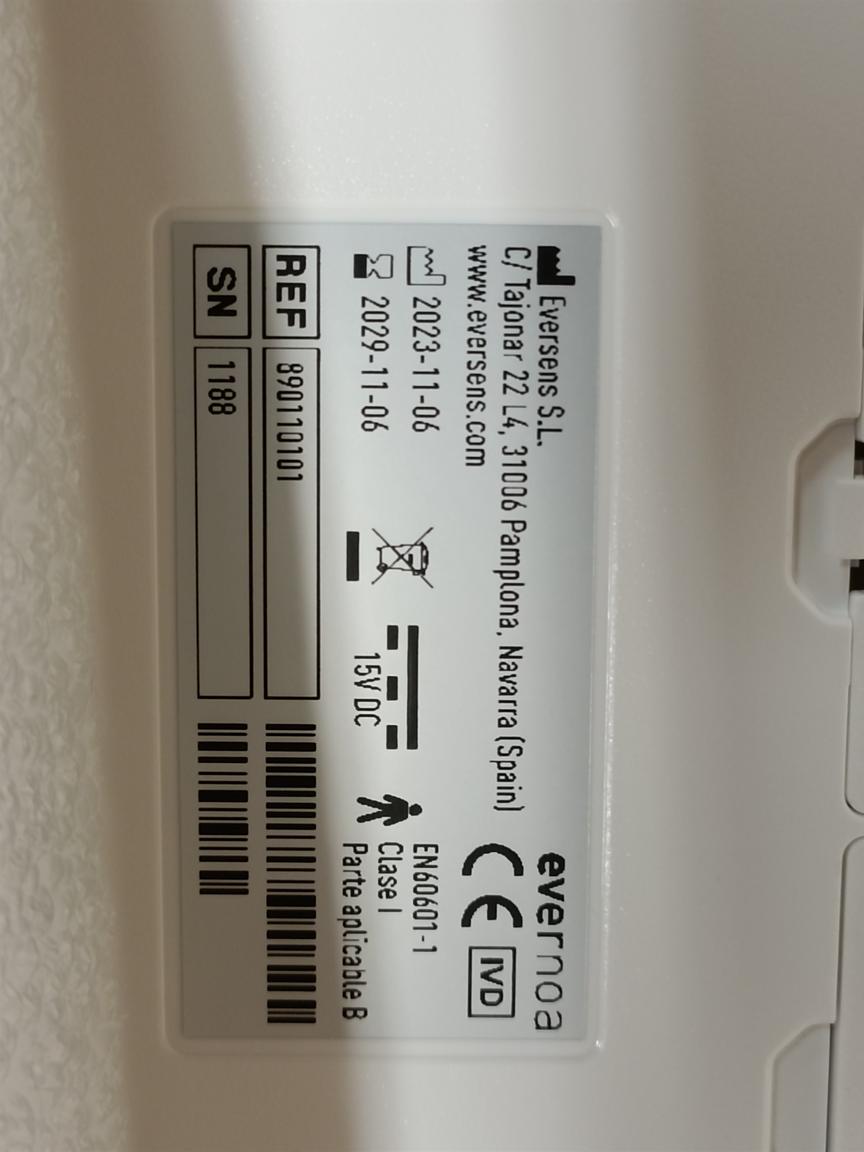 Eversens S.L.
C/ Tajonar 22 L4, 31006 Pamplona, Navarra (Spain)
www.eversens.com
evernoa
CE IVD
2023-11-06
2029-11-06
15V DC
EN60601-1
Clase I
Parte aplicable B
REF 890110101
SN 1188